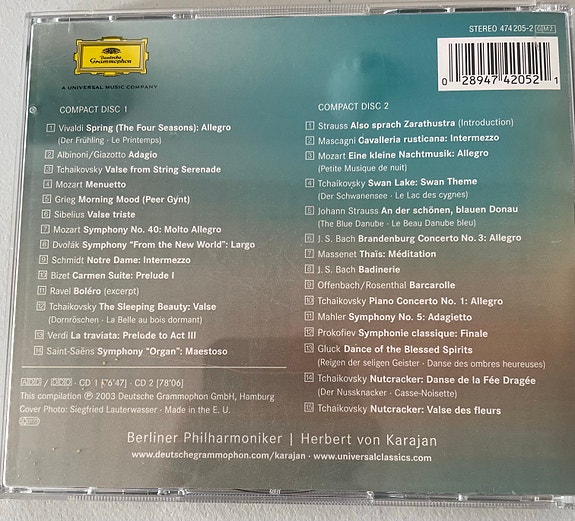 STEREO 474 205-2 GM2
Deutsche
Grammophon
A UNIVERSAL MUSIC COMPANY
0 28947 42052 1
COMPACT DISC 1
1 Vivaldi Spring (The Four Seasons): Allegro
(Der Frühling · Le Printemps)
2 Albinoni/Giazotto Adagio
3 Tchaikovsky Valse from String Serenade
4 Mozart Menuetto
5 Grieg Morning Mood (Peer Gynt)
6 Sibelius Valse triste
7 Mozart Symphony No. 40: Molto Allegro
8 Dvořák Symphony "From the New World": Largo
9 Schmidt Notre Dame: Intermezzo
10 Bizet Carmen Suite: Prelude I
11 Ravel Boléro (excerpt)
12 Tchaikovsky The Sleeping Beauty: Valse
(Dornröschen · La Belle au bois dormant)
13 Verdi La traviata: Prelude to Act III
14 Saint-Saëns Symphony "Organ": Maestoso
COMPACT DISC 2
1 Strauss Also sprach Zarathustra (Introduction)
2 Mascagni Cavalleria rusticana: Intermezzo
3 Mozart Eine kleine Nachtmusik: Allegro
(Petite Musique de nuit)
4 Tchaikovsky Swan Lake: Swan Theme
(Der Schwanensee · Le Lac des cygnes)
5 Johann Strauss An der schönen, blauen Donau
(The Blue Danube · Le Beau Danube bleu)
6 J. S. Bach Brandenburg Concerto No. 3: Allegro
7 Massenet Thaïs: Méditation
8 J. S. Bach Badinerie
9 Offenbach/Rosenthal Barcarolle
10 Tchaikovsky Piano Concerto No. 1: Allegro
11 Mahler Symphony No. 5: Adagietto
12 Prokofiev Symphonie classique: Finale
13 Gluck Dance of the Blessed Spirits
(Reigen der seligen Geister · Danse des ombres heureuses)
14 Tchaikovsky Nutcracker: Danse de la Fée Dragée
(Der Nussknacker · Casse-Noisette)
15 Tchaikovsky Nutcracker: Valse des fleurs
ADD / DDD · CD 1 [76'47] · CD 2 [78'06]
This compilation ℗ 2003 Deutsche Grammophon GmbH, Hamburg
Cover Photo: Siegfried Lauterwasser · Made in the E. U.
Berliner Philharmoniker | Herbert von Karajan
www.deutschegrammophon.com/karajan · www.universalclassics.com